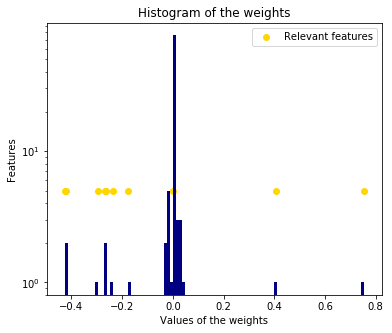 Histogram of the weights
Relevant features
Features
10¹
10⁰
−0.4 −0.2 0.0 0.2 0.4 0.6 0.8
Values of the weights